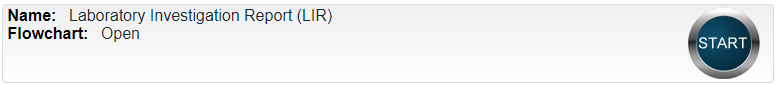 Name: Laboratory Investigation Report (LIR)
Flowchart: Open
START